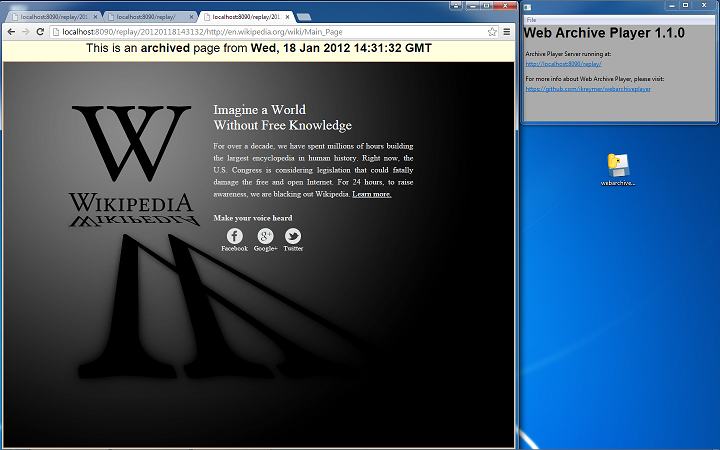 localhost:8090/replay/201
localhost:8090/replay/
localhost:8090/replay/201
localhost:8090/replay/20120118143132/http://en.wikipedia.org/wiki/Main_Page
This is an archived page from Wed, 18 Jan 2012 14:31:32 GMT
W
WIKIPEDIA
WIKIPEDIA
Imagine a World
Without Free Knowledge
For over a decade, we have spent millions of hours building
the largest encyclopedia in human history. Right now, the
U.S. Congress is considering legislation that could fatally
damage the free and open Internet. For 24 hours, to raise
awareness, we are blacking out Wikipedia. Learn more.
Make your voice heard
f
g+
Facebook Google+ Twitter
File
Web Archive Player 1.1.0
Archive Player Server running at:
http://localhost:8090/replay/
For more info about Web Archive Player, please visit:
https://github.com/ikreymer/webarchiveplayer
webarchive...